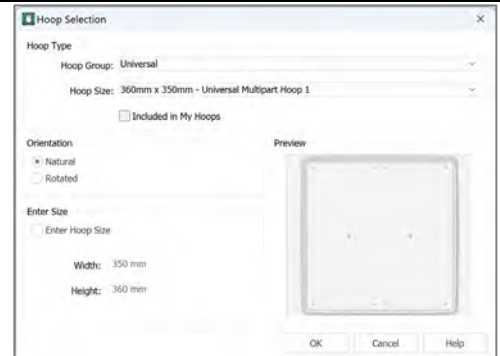 Hoop Selection
Hoop Type
Hoop Group: Universal
Hoop Size: 360mm x 350mm - Universal Multipart Hoop 1
Included in My Hoops
Orientation
Natural
Rotated
Preview
Enter Size
Enter Hoop Size
Width: 350 mm
Height: 360 mm
OK Cancel Help